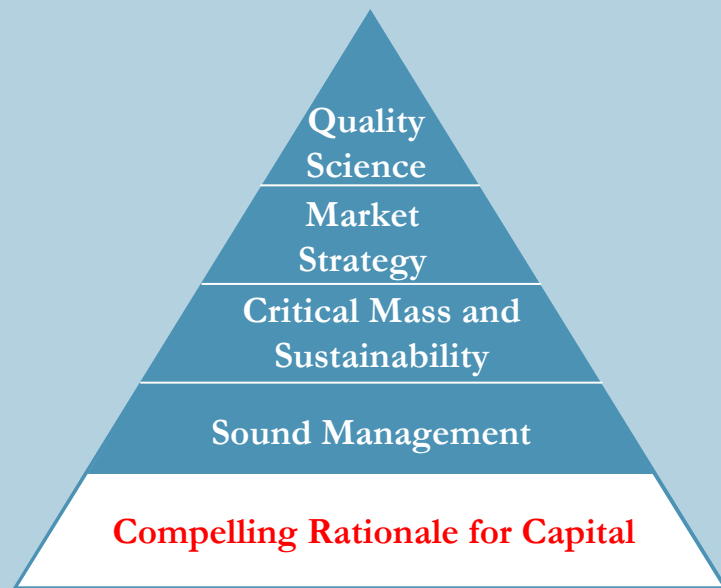 Quality
Science
Market
Strategy
Critical Mass and
Sustainability
Sound Management
Compelling Rationale for Capital